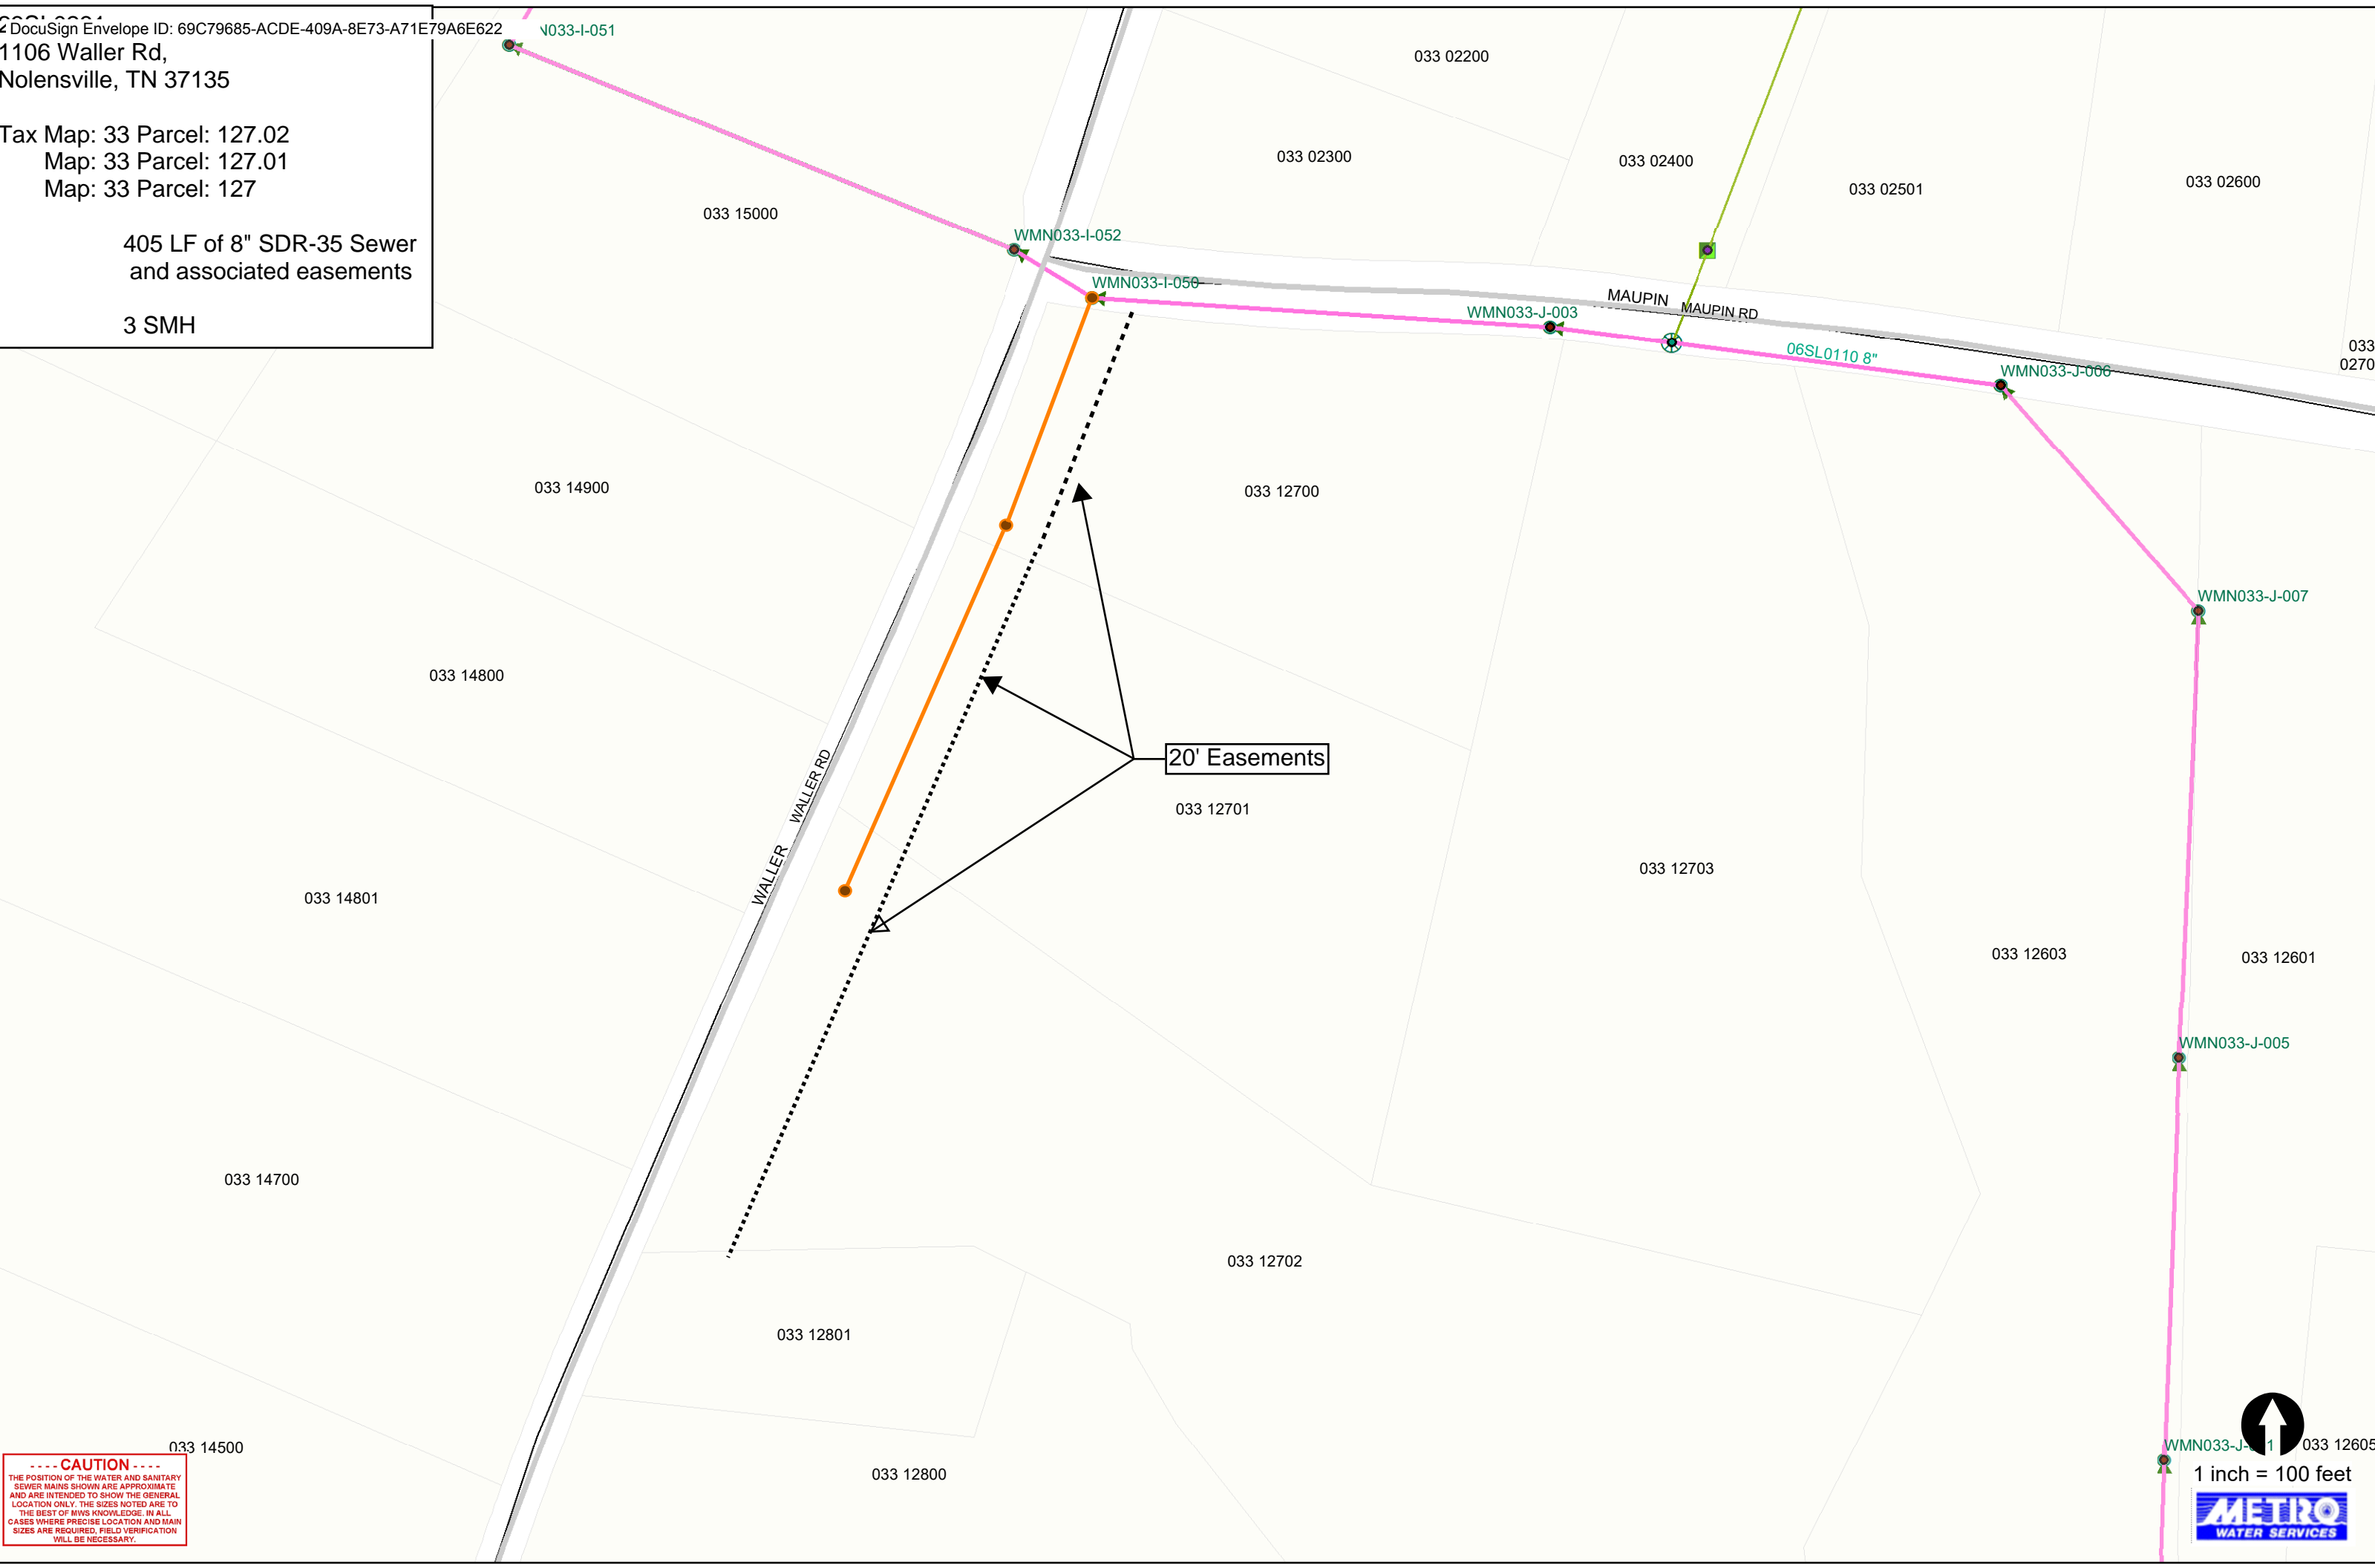 DocuSign Envelope ID: 69C79685-ACDE-409A-8E73-A71E79A6E622
1106 Waller Rd,
Nolensville, TN 37135
Tax Map: 33 Parcel: 127.02
Map: 33 Parcel: 127.01
Map: 33 Parcel: 127
405 LF of 8" SDR-35 Sewer
and associated easements
3 SMH
N033-I-051
033 02200
033 02300
033 02400
033 02501
033 02600
033 15000
WMN033-I-052
WMN033-I-050
WMN033-J-003
MAUPIN
MAUPIN RD
06SL0110 8"
WMN033-J-006
033
0270
033 14900
033 12700
WMN033-J-007
033 14800
20' Easements
WALLER RD
WALLER
033 12701
033 12703
033 14801
033 12603
033 12601
WMN033-J-005
033 14700
033 12702
033 12801
033 14500
033 12800
WMN033-J-
1
033 12605
1 inch = 100 feet
METRO
WATER SERVICES
---- CAUTION ----
THE POSITION OF THE WATER AND SANITARY
SEWER MAINS SHOWN ARE APPROXIMATE
AND ARE INTENDED TO SHOW THE GENERAL
LOCATION ONLY. THE SIZES NOTED ARE TO
THE BEST OF MWS KNOWLEDGE. IN ALL
CASES WHERE PRECISE LOCATION AND MAIN
SIZES ARE REQUIRED, FIELD VERIFICATION
WILL BE NECESSARY.